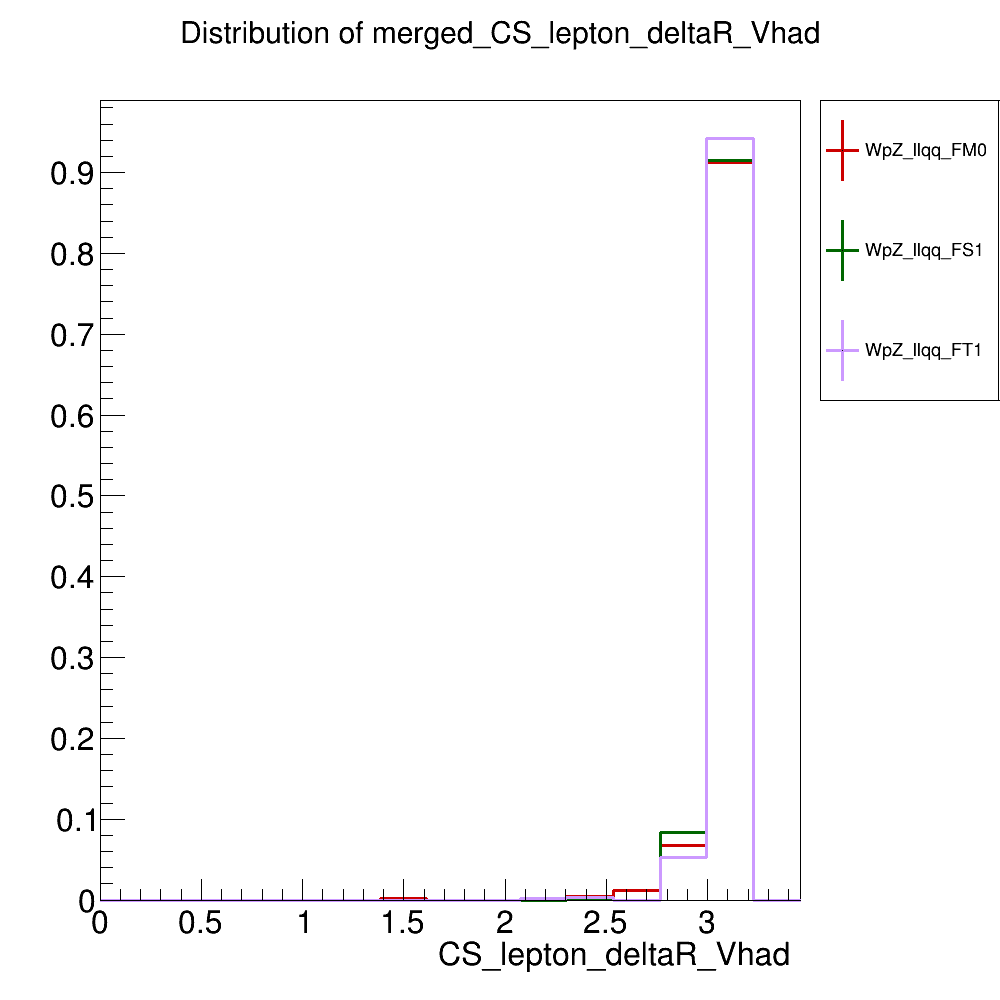 Distribution of merged_CS_lepton_deltaR_Vhad
WpZ_llqq_FM0
WpZ_llqq_FS1
WpZ_llqq_FT1
0.9
0.8
0.7
0.6
0.5
0.4
0.3
0.2
0.1
0
0 0.5 1 1.5 2 2.5 3
CS_lepton_deltaR_Vhad